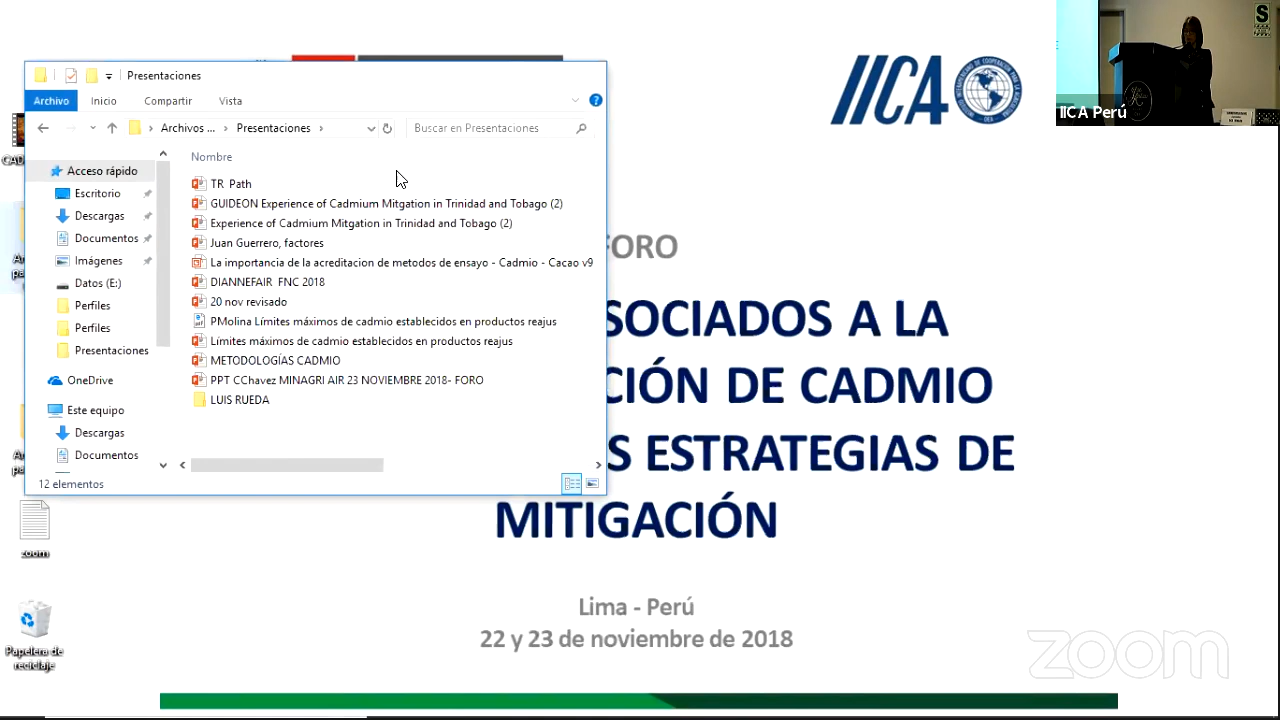 Presentaciones
Archivo
Inicio
Compartir
Vista
Archivos ...
Presentaciones
Buscar en Presentaciones
Acceso rápido
Escritorio
Descargas
Documentos
Imágenes
Datos (E:)
Perfiles
Perfiles
Presentaciones
OneDrive
Este equipo
Descargas
Documentos
Nombre
TR Path
GUIDEON Experience of Cadmium Mitgation in Trinidad and Tobago (2)
Experience of Cadmium Mitgation in Trinidad and Tobago (2)
Juan Guerrero, factores
La importancia de la acreditacion de metodos de ensayo - Cadmio - Cacao v9
DIANNEFAIR FNC 2018
20 nov revisado
PMolina Límites máximos de cadmio establecidos en productos reajus
Límites máximos de cadmio establecidos en productos reajus
METODOLOGÍAS CADMIO
PPT CChavez MINAGRI AIR 23 NOVIEMBRE 2018- FORO
LUIS RUEDA
12 elementos
zoom
Papelera de
reciclaje
IICA
IICA Perú
S
FORO
SOCIADOS A LA
CIÓN DE CADMIO
S ESTRATEGIAS DE
MITIGACIÓN
Lima - Perú
22 y 23 de noviembre de 2018
zoom